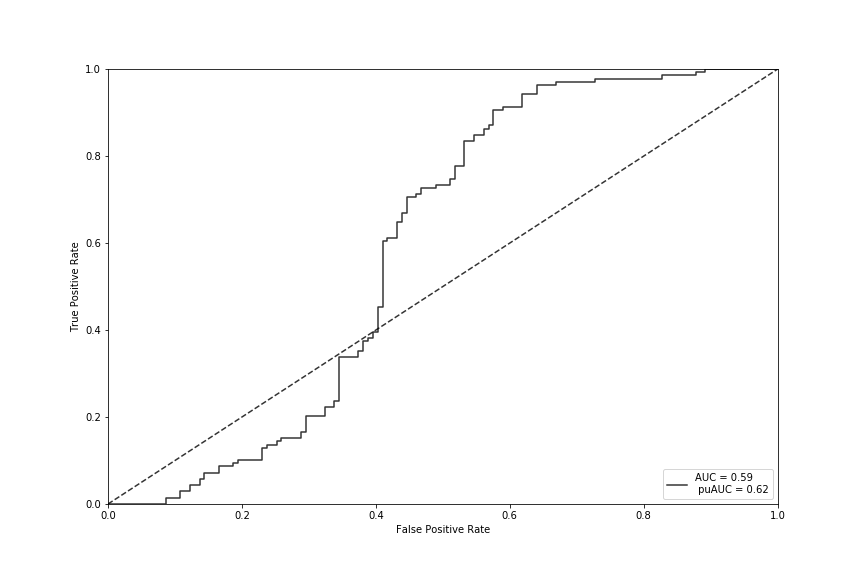 1.0
0.8
0.6
0.4
0.2
0.0
True Positive Rate
0.0 0.2 0.4 0.6 0.8 1.0
False Positive Rate
AUC = 0.59
puAUC = 0.62